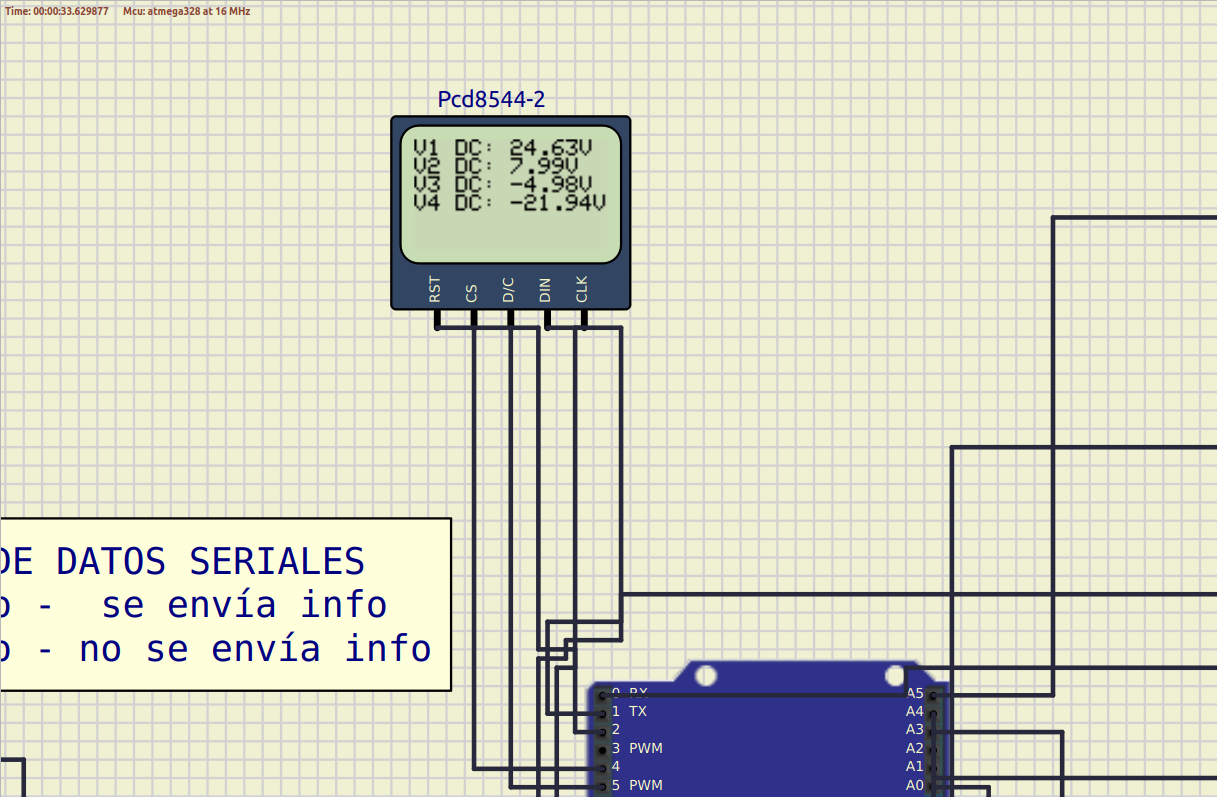 Time: 00:00:33.629877 Mcu: atmega328 at 16 MHz
Pcd8544-2
V1 DC: 24.63V
V2 DC: 7.99V
V3 DC: -4.98V
V4 DC: -21.94V
RST CS D/C DIN CLK
DE DATOS SERIALES
o - se envía info
o - no se envía info
0 RX A5
1 TX A4
2 A3
3 PWM A2
4 A1
5 PWM A0